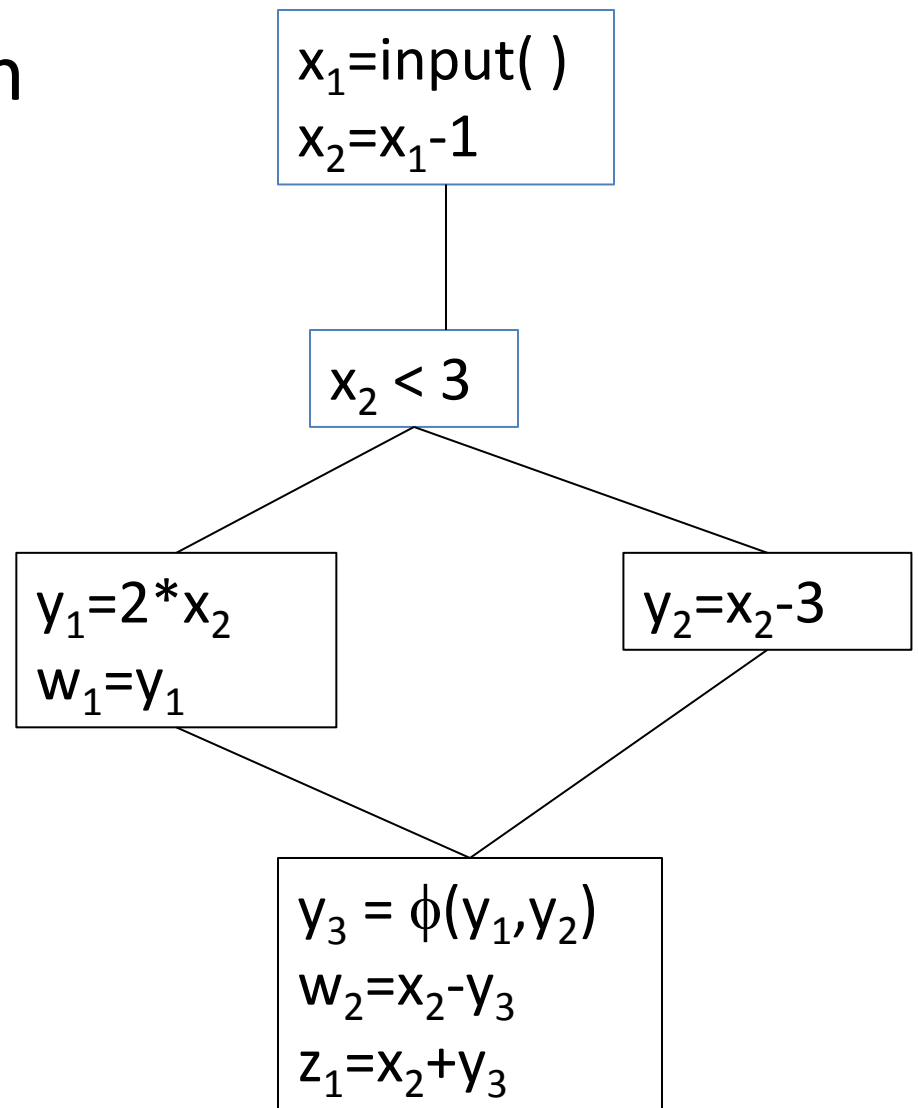 n
x₁=input( )
x₂=x₁-1
x₂ < 3
y₁=2*x₂
w₁=y₁
y₂=x₂-3
y₃ = ϕ(y₁,y₂)
w₂=x₂-y₃
z₁=x₂+y₃